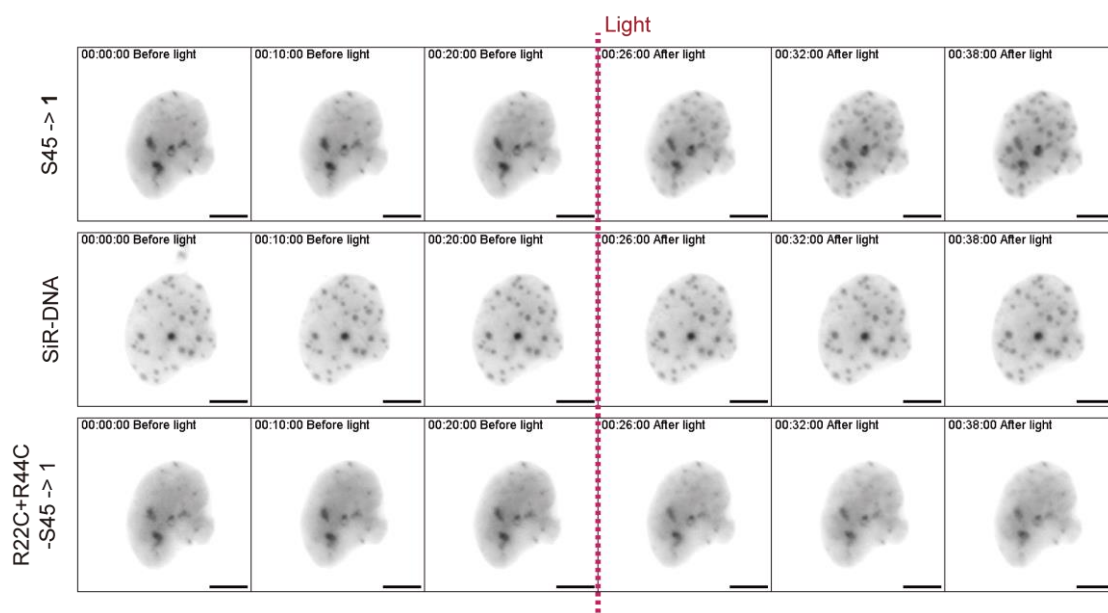 Light
S45 -> 1
00:00:00 Before light
00:10:00 Before light
00:20:00 Before light
00:26:00 After light
00:32:00 After light
00:38:00 After light
SiR-DNA
00:00:00 Before light
00:10:00 Before light
00:20:00 Before light
00:26:00 After light
00:32:00 After light
00:38:00 After light
R22C+R44C
-S45 -> 1
00:00:00 Before light
00:10:00 Before light
00:20:00 Before light
00:26:00 After light
00:32:00 After light
00:38:00 After light